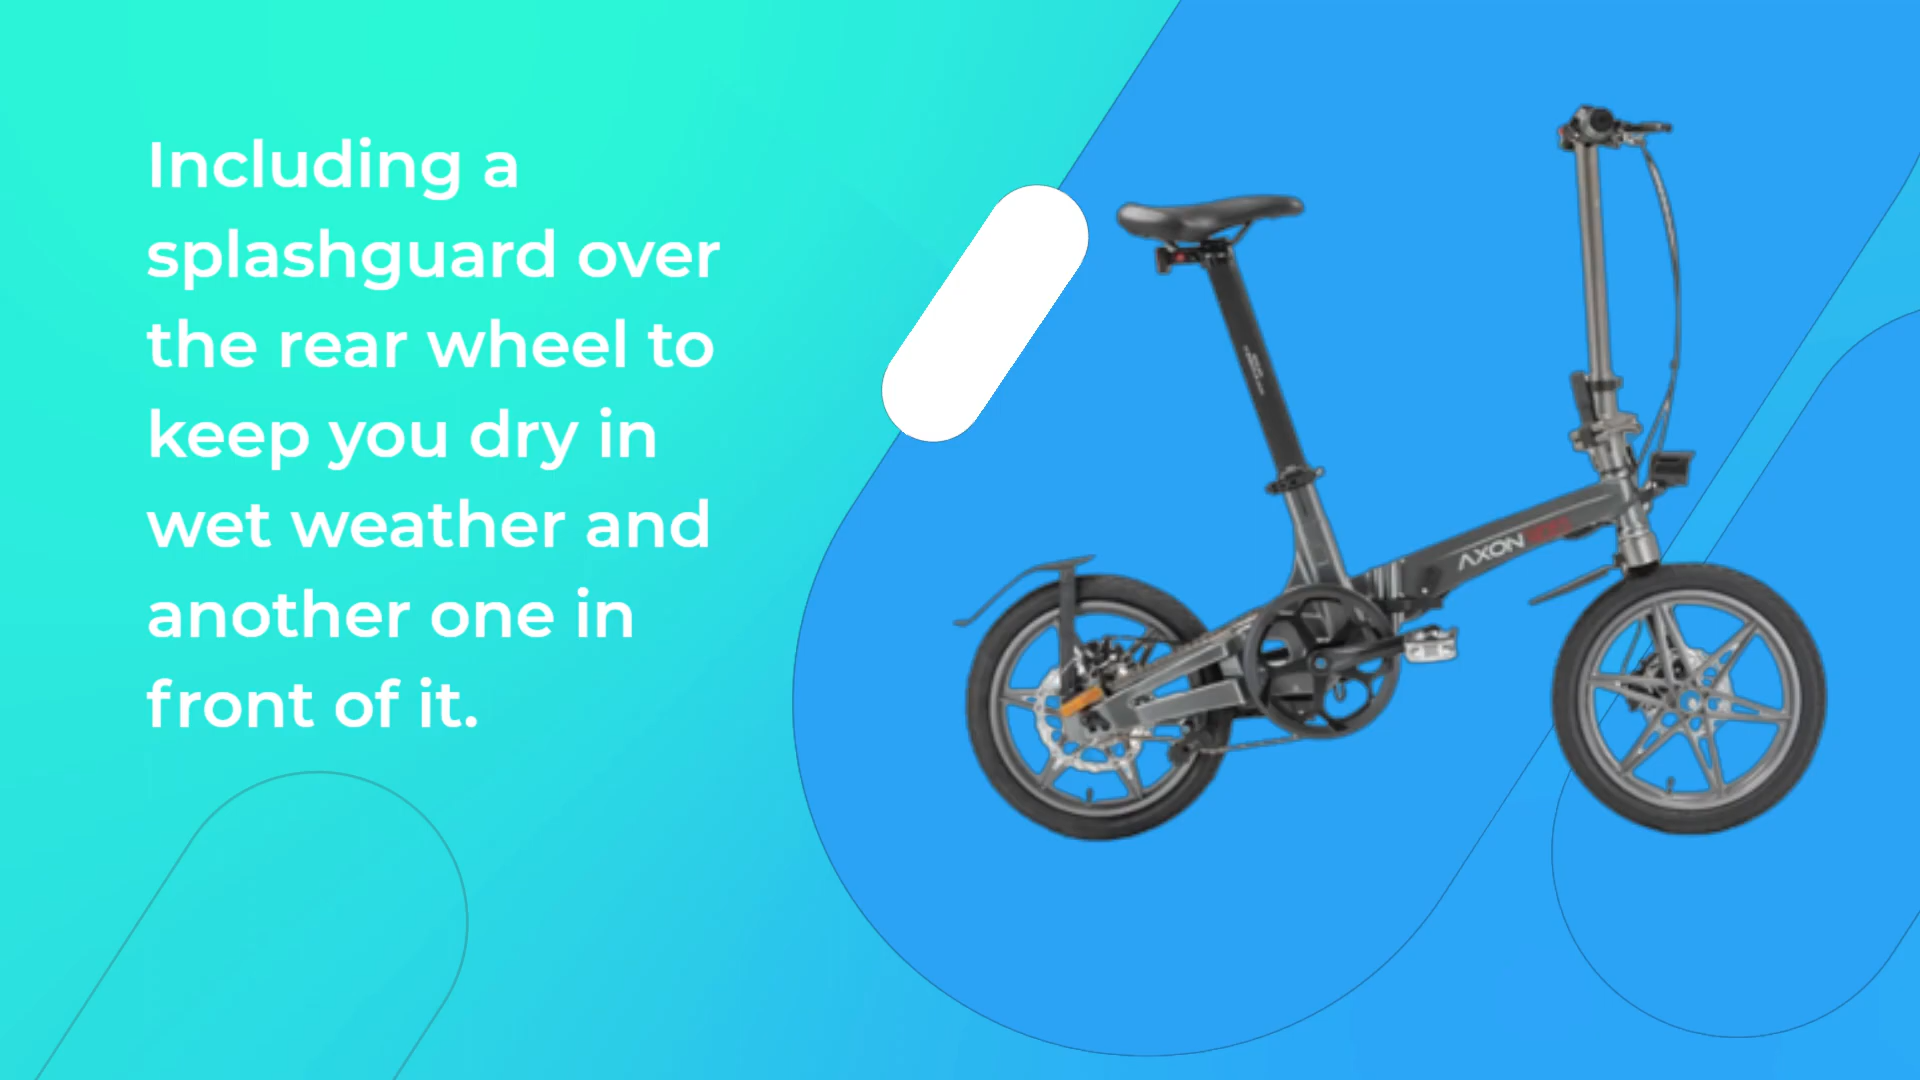 Including a
splashguard over
the rear wheel to
keep you dry in
wet weather and
another one in
front of it.
AXON